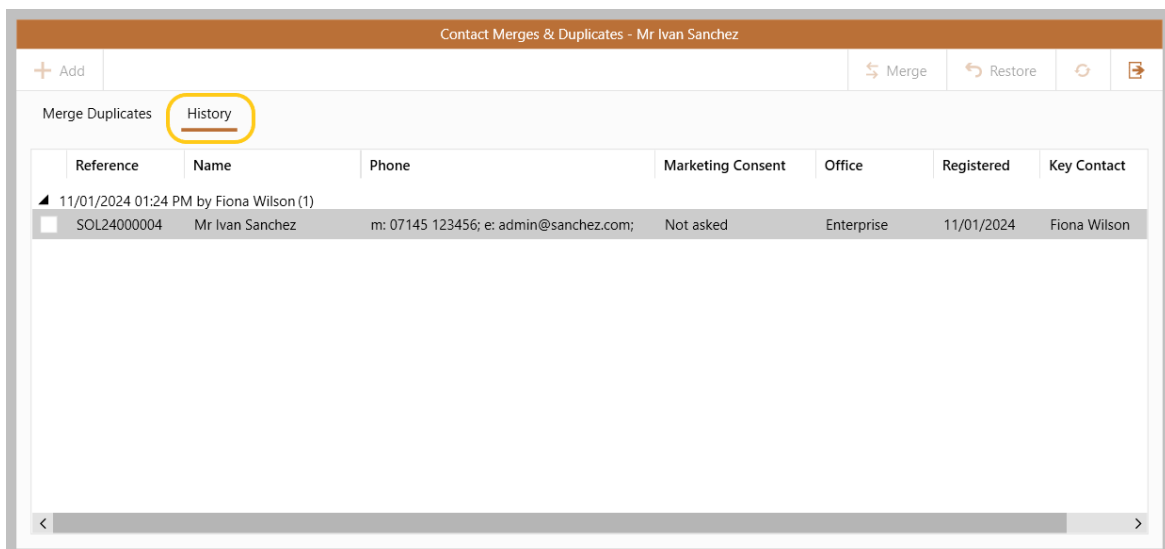 Contact Merges & Duplicates - Mr Ivan Sanchez
Add Merge Restore
Merge Duplicates History
Reference Name Phone Marketing Consent Office Registered Key Contact
11/01/2024 01:24 PM by Fiona Wilson (1)
SOL24000004 Mr Ivan Sanchez m: 07145 123456; e: admin@sanchez.com; Not asked Enterprise 11/01/2024 Fiona Wilson